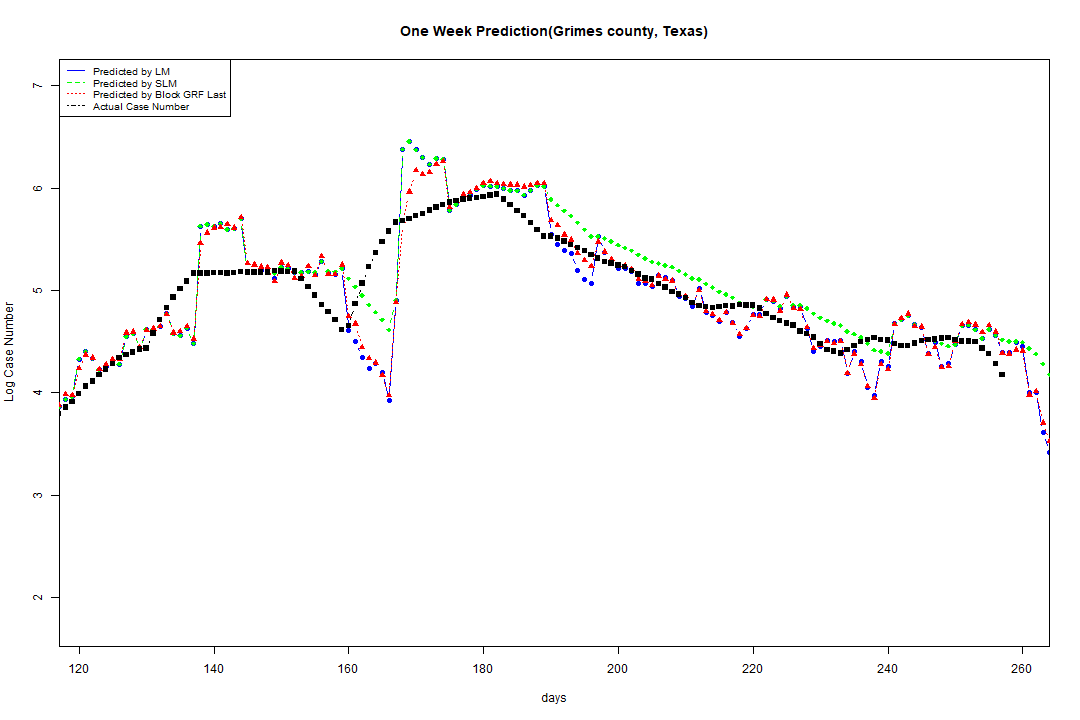 One Week Prediction(Grimes county, Texas)
Predicted by LM
Predicted by SLM
Predicted by Block GRF Last
Actual Case Number
7
6
5
4
3
2
Log Case Number
120 140 160 180 200 220 240 260
days